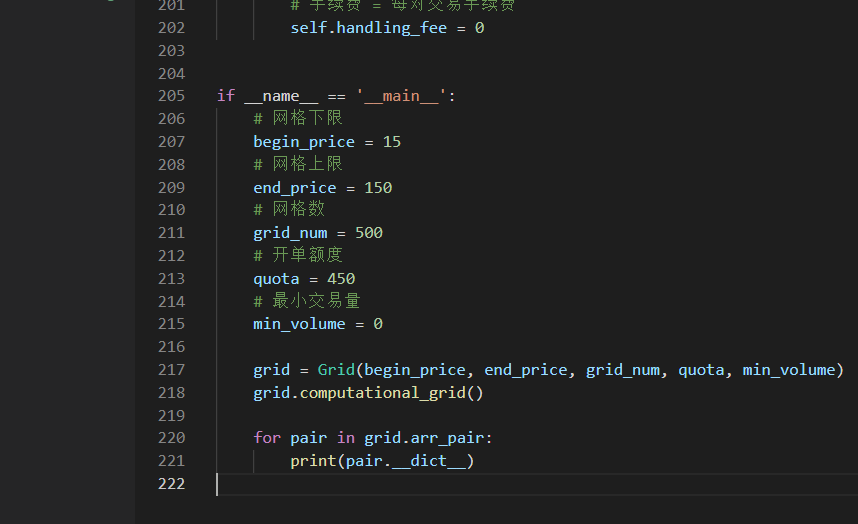 201 # 手续费 = 每对交易手续费
202 self.handling_fee = 0
203
204
205 if __name__ == '__main__':
206 # 网格下限
207 begin_price = 15
208 # 网格上限
209 end_price = 150
210 # 网格数
211 grid_num = 500
212 # 开单额度
213 quota = 450
214 # 最小交易量
215 min_volume = 0
216
217 grid = Grid(begin_price, end_price, grid_num, quota, min_volume)
218 grid.computational_grid()
219
220 for pair in grid.arr_pair:
221 print(pair.__dict__)
222